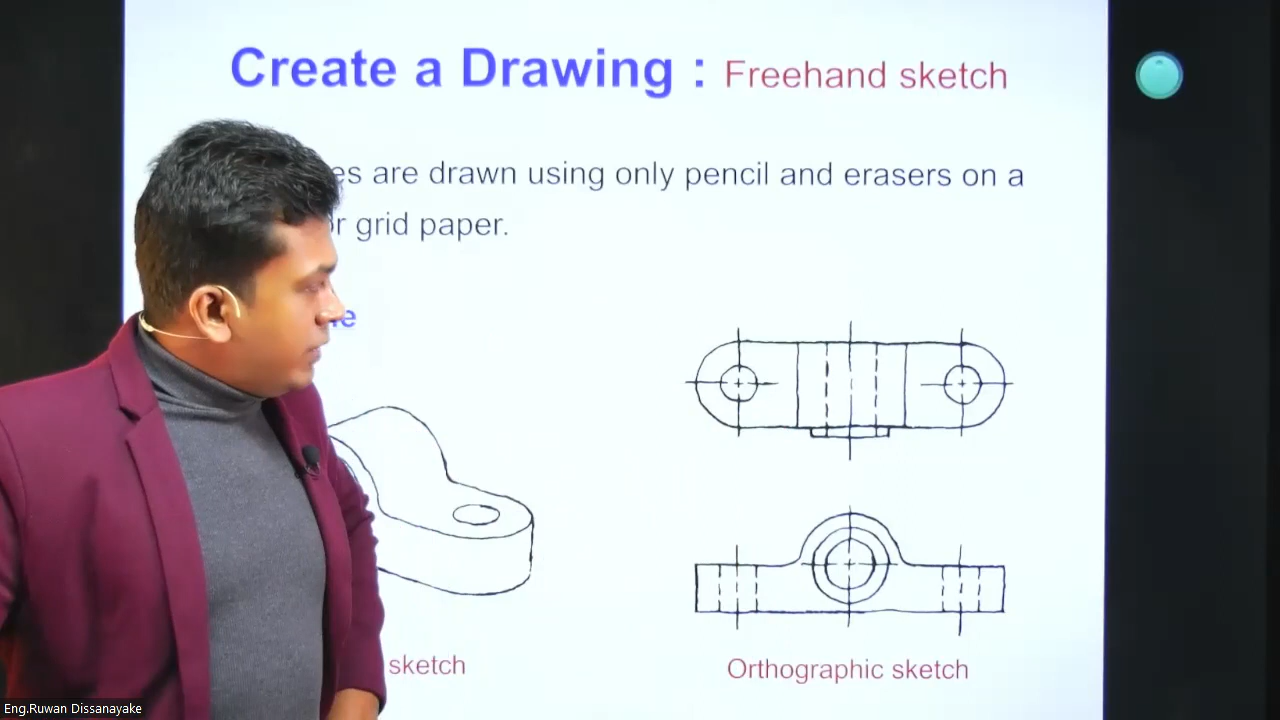 Create a Drawing : Freehand sketch
es are drawn using only pencil and erasers on a
or grid paper.
sketch
Orthographic sketch
Eng.Ruwan Dissanayake